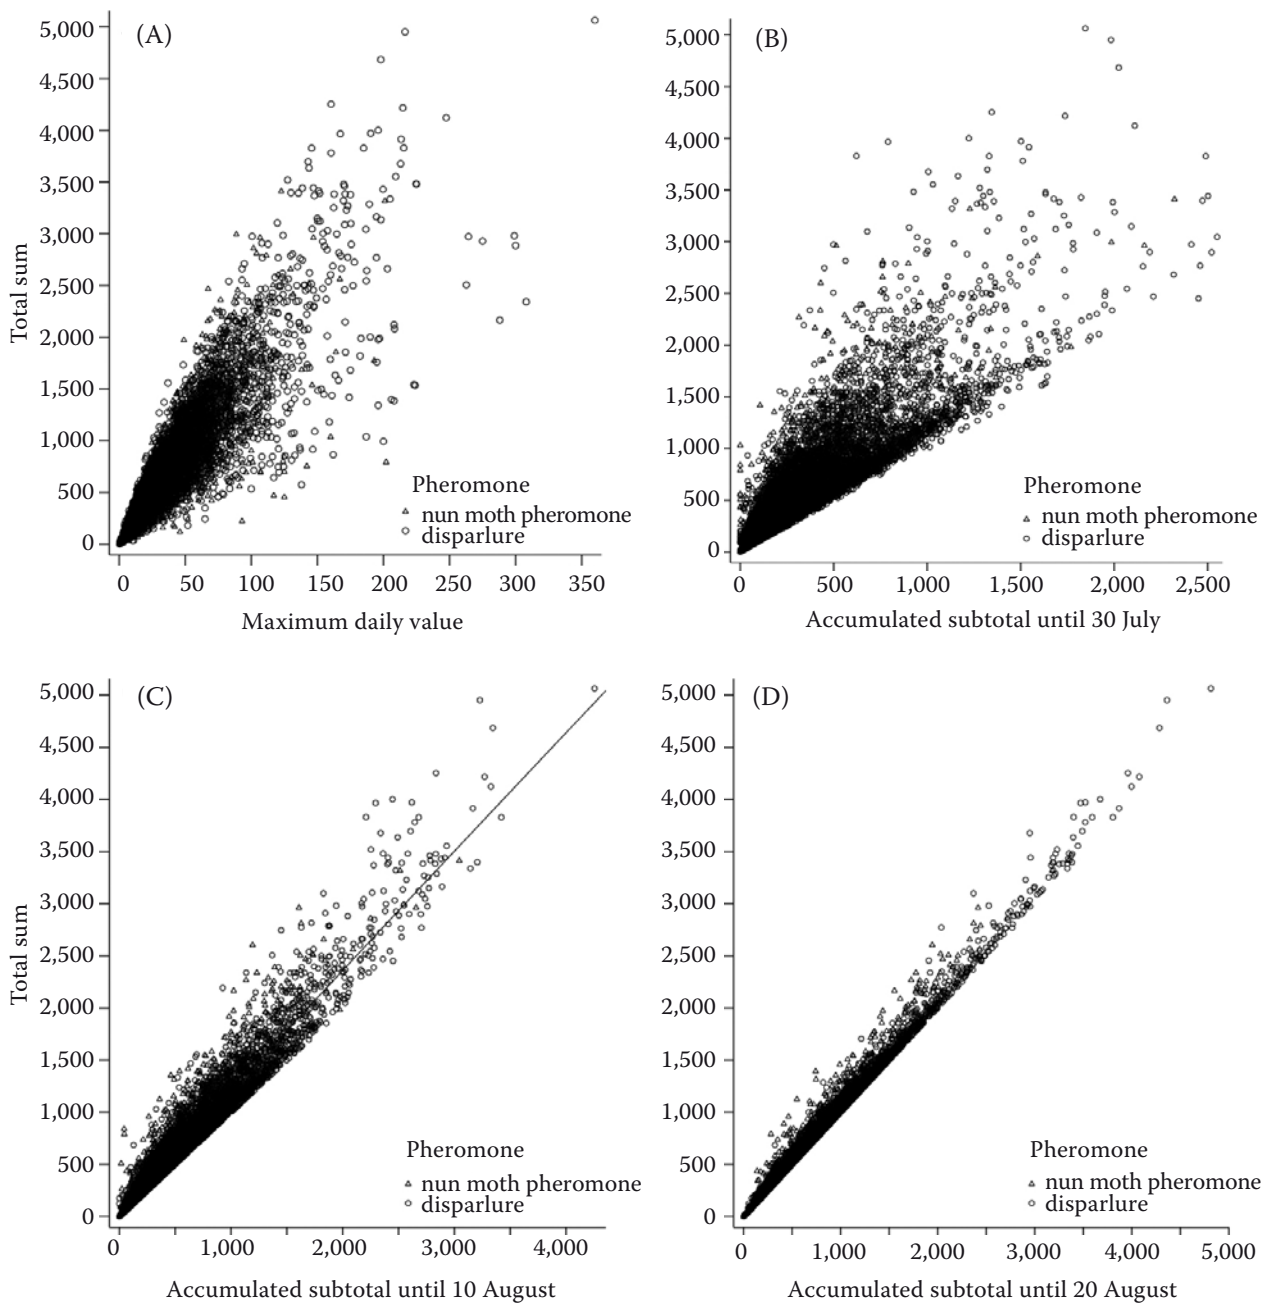 (A)
5,000
4,500
4,000
3,500
3,000
2,500
2,000
1,500
1,000
500
0
Total sum
Pheromone
nun moth pheromone
disparlure
0 50 100 150 200 250 300 350
Maximum daily value
(B)
5,000
4,500
4,000
3,500
3,000
2,500
2,000
1,500
1,000
500
0
Pheromone
nun moth pheromone
disparlure
0 500 1,000 1,500 2,000 2,500
Accumulated subtotal until 30 July
(C)
5,000
4,500
4,000
3,500
3,000
2,500
2,000
1,500
1,000
500
0
Total sum
Pheromone
nun moth pheromone
disparlure
0 1,000 2,000 3,000 4,000
Accumulated subtotal until 10 August
(D)
5,000
4,500
4,000
3,500
3,000
2,500
2,000
1,500
1,000
500
0
Pheromone
nun moth pheromone
disparlure
0 1,000 2,000 3,000 4,000 5,000
Accumulated subtotal until 20 August